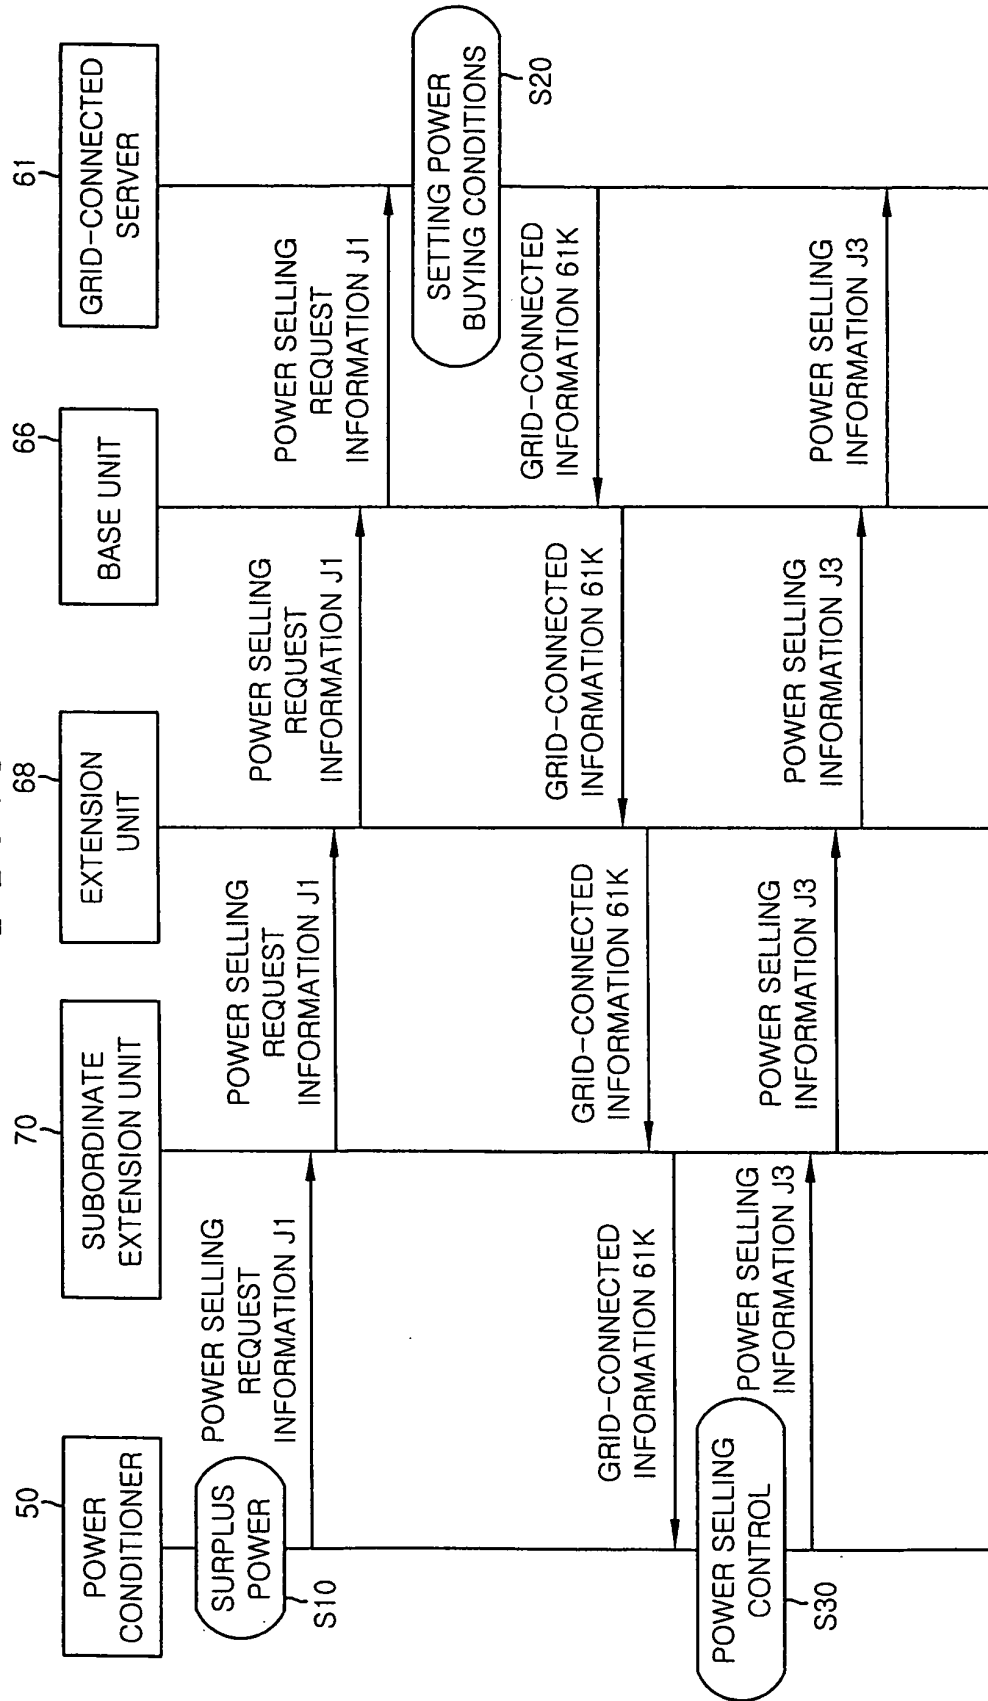 50
POWER
CONDITIONER
70
SUBORDINATE
EXTENSION UNIT
68
EXTENSION
UNIT
66
BASE UNIT
61
GRID-CONNECTED
SERVER
SURPLUS
POWER
S10
POWER SELLING
REQUEST
INFORMATION J1
POWER SELLING
REQUEST
INFORMATION J1
POWER SELLING
REQUEST
INFORMATION J1
POWER SELLING
REQUEST
INFORMATION J1
SETTING POWER
BUYING CONDITIONS
S20
GRID-CONNECTED
INFORMATION 61K
GRID-CONNECTED
INFORMATION 61K
GRID-CONNECTED
INFORMATION 61K
GRID-CONNECTED
INFORMATION 61K
POWER SELLING
CONTROL
S30
POWER SELLING
INFORMATION J3
POWER SELLING
INFORMATION J3
POWER SELLING
INFORMATION J3
POWER SELLING
INFORMATION J3